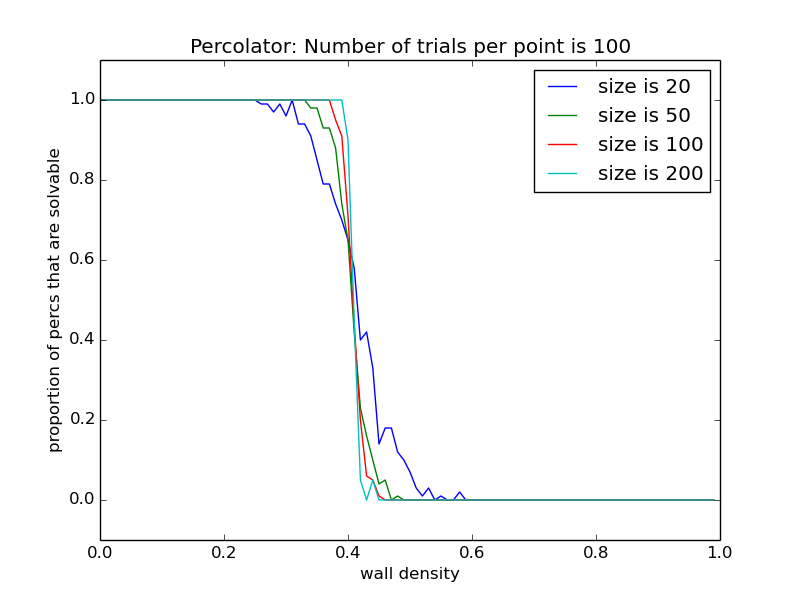 Percolator: Number of trials per point is 100
size is 20
size is 50
size is 100
size is 200
proportion of percs that are solvable
1.0
0.8
0.6
0.4
0.2
0.0
0.0 0.2 0.4 0.6 0.8 1.0
wall density